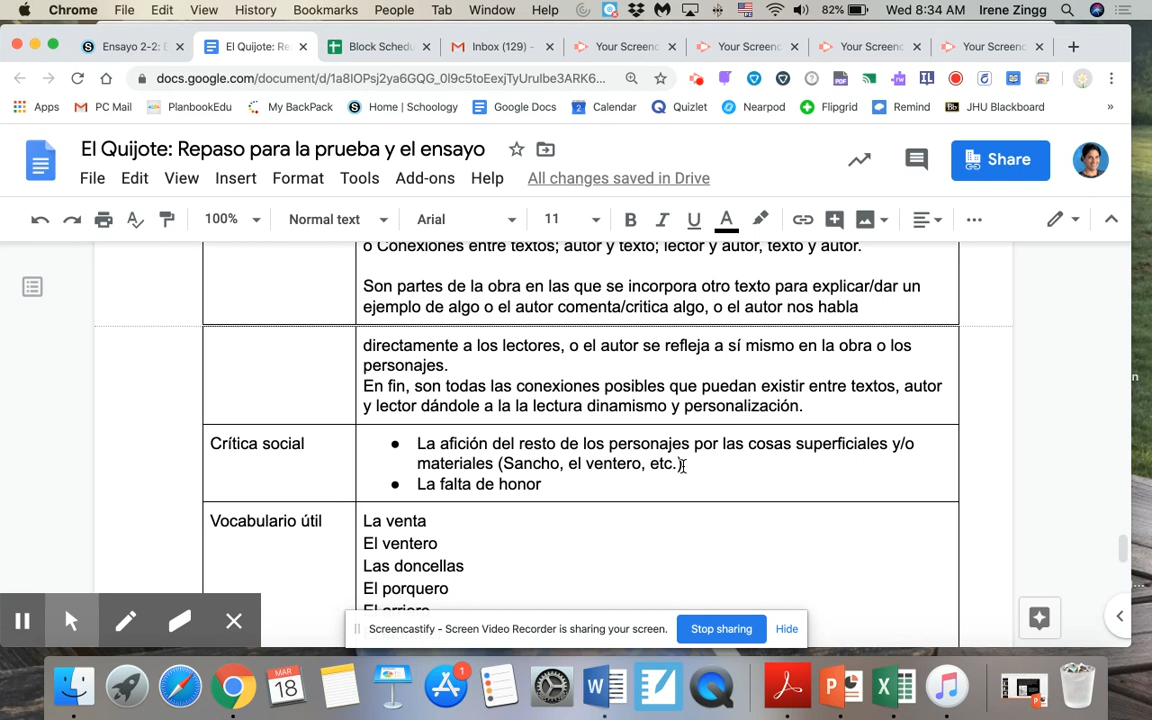 Chrome File Edit View History Bookmarks People Tab Window Help 82% Wed 8:34 AM Irene Zingg
Ensayo 2-2: El Quijote: Re Block Schedu Inbox (129) - Your Screenc Your Screenc Your Screenc Your Screenc
docs.google.com/document/d/1a8IOPsj2ya6GQG_0l9c5toEexjTyUruIbe3ARK6...
Apps PC Mail PlanbookEdu My BackPack Home | Schoology Google Docs Calendar Quizlet Nearpod Flipgrid Remind JHU Blackboard »
El Quijote: Repaso para la prueba y el ensayo
Share
File Edit View Insert Format Tools Add-ons Help All changes saved in Drive
100% Normal text Arial 11 B I U A
o Conexiones entre textos; autor y texto; lector y autor, texto y autor.
Son partes de la obra en las que se incorpora otro texto para explicar/dar un
ejemplo de algo o el autor comenta/critica algo, o el autor nos habla
directamente a los lectores, o el autor se refleja a sí mismo en la obra o los
personajes.
En fin, son todas las conexiones posibles que puedan existir entre textos, autor
y lector dándole a la la lectura dinamismo y personalización.
Crítica social
● La afición del resto de los personajes por las cosas superficiales y/o
materiales (Sancho, el ventero, etc.)
● La falta de honor
Vocabulario útil
La venta
El ventero
Las doncellas
El porquero
El arriero
Screencastify - Screen Video Recorder is sharing your screen. Stop sharing Hide
MAR
18
1